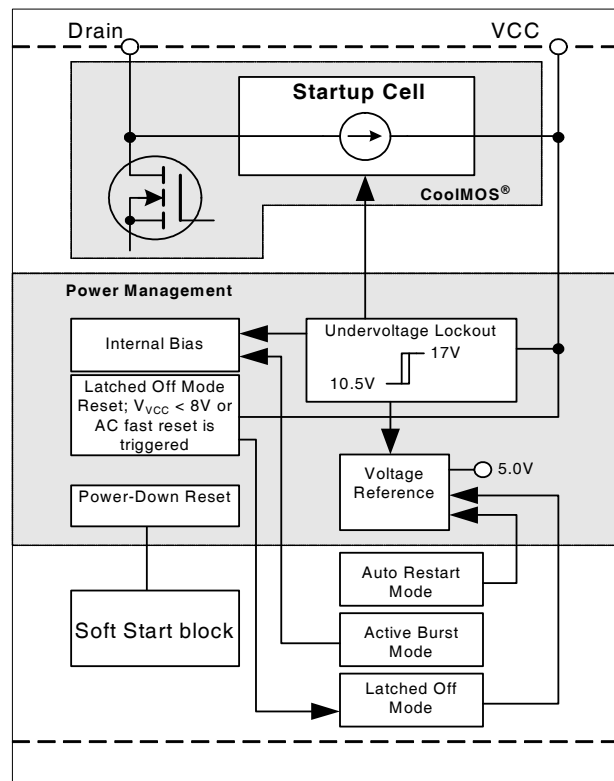 Drain
VCC
Startup Cell
CoolMOS®
Power Management
Internal Bias
Undervoltage Lockout
17V
10.5V
Latched Off Mode
Reset; VVCC < 8V or
AC fast reset is
triggered
Voltage
Reference
5.0V
Power-Down Reset
Auto Restart
Mode
Soft Start block
Active Burst
Mode
Latched Off
Mode